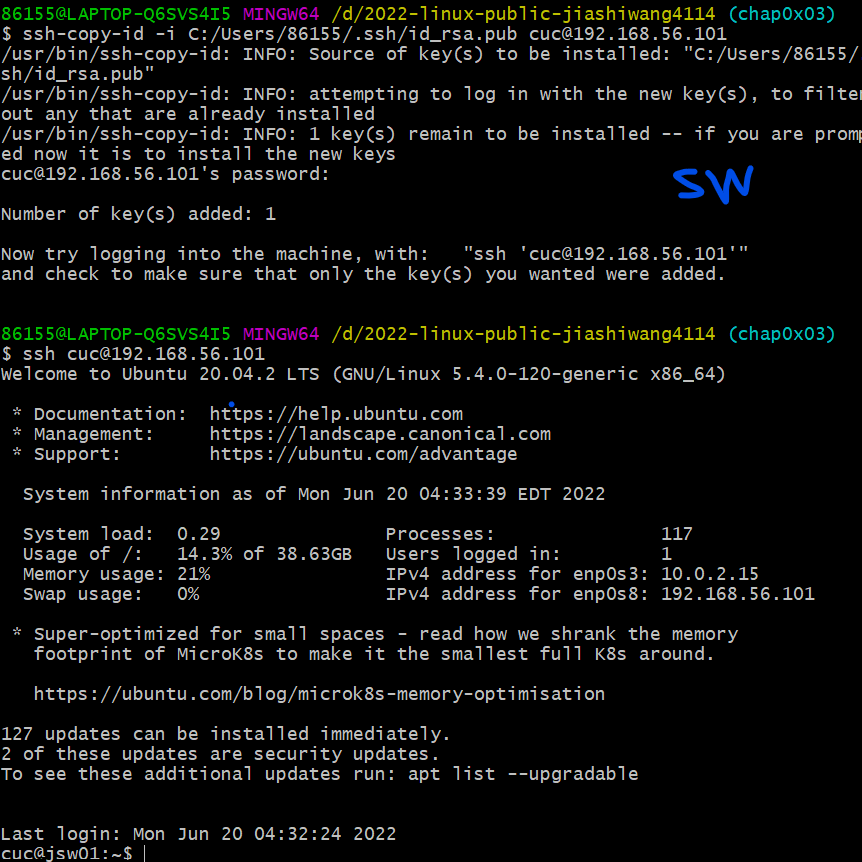 86155@LAPTOP-Q6SVS4I5 MINGW64 /d/2022-linux-public-jiashiwang4114 (chap0x03)
$ ssh-copy-id -i C:/Users/86155/.ssh/id_rsa.pub cuc@192.168.56.101
/usr/bin/ssh-copy-id: INFO: Source of key(s) to be installed: "C:/Users/86155/
sh/id_rsa.pub"
/usr/bin/ssh-copy-id: INFO: attempting to log in with the new key(s), to filter
out any that are already installed
/usr/bin/ssh-copy-id: INFO: 1 key(s) remain to be installed -- if you are promp
ed now it is to install the new keys
cuc@192.168.56.101's password:
SW
Number of key(s) added: 1
Now try logging into the machine, with:   "ssh 'cuc@192.168.56.101'"
and check to make sure that only the key(s) you wanted were added.
86155@LAPTOP-Q6SVS4I5 MINGW64 /d/2022-linux-public-jiashiwang4114 (chap0x03)
$ ssh cuc@192.168.56.101
Welcome to Ubuntu 20.04.2 LTS (GNU/Linux 5.4.0-120-generic x86_64)
* Documentation:  https://help.ubuntu.com
* Management:     https://landscape.canonical.com
* Support:        https://ubuntu.com/advantage
System information as of Mon Jun 20 04:33:39 EDT 2022
System load:  0.29               Processes:               117
Usage of /:   14.3% of 38.63GB   Users logged in:         1
Memory usage: 21%                IPv4 address for enp0s3: 10.0.2.15
Swap usage:   0%                 IPv4 address for enp0s8: 192.168.56.101
* Super-optimized for small spaces - read how we shrank the memory
footprint of MicroK8s to make it the smallest full K8s around.
https://ubuntu.com/blog/microk8s-memory-optimisation
127 updates can be installed immediately.
2 of these updates are security updates.
To see these additional updates run: apt list --upgradable
Last login: Mon Jun 20 04:32:24 2022
cuc@jsw01:~$